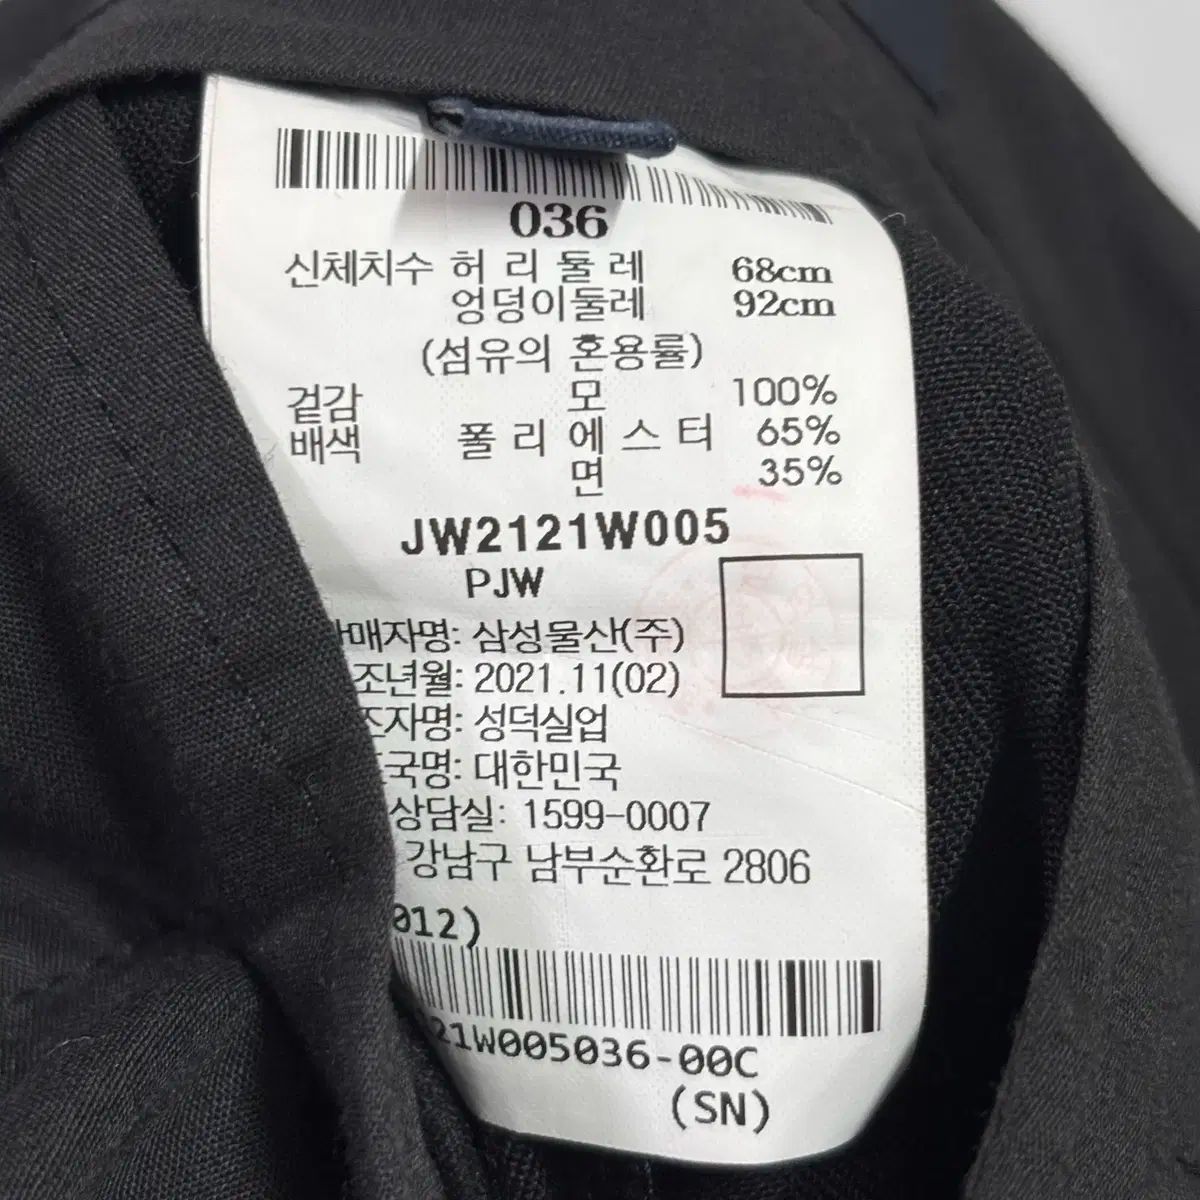 036
신체치수 허 리 둘 레 68cm
엉덩이둘레 92cm
(섬유의 혼용률)
겉감 모 100%
배색 폴 리 에 스 터 65%
면 35%
JW2121W005
PJW
매자명: 삼성물산(주)
조년월: 2021.11(02)
조자명: 성덕실업
국명: 대한민국
상담실: 1599-0007
강남구 남부순환로 2806
012)
21W005036-00C
(SN)